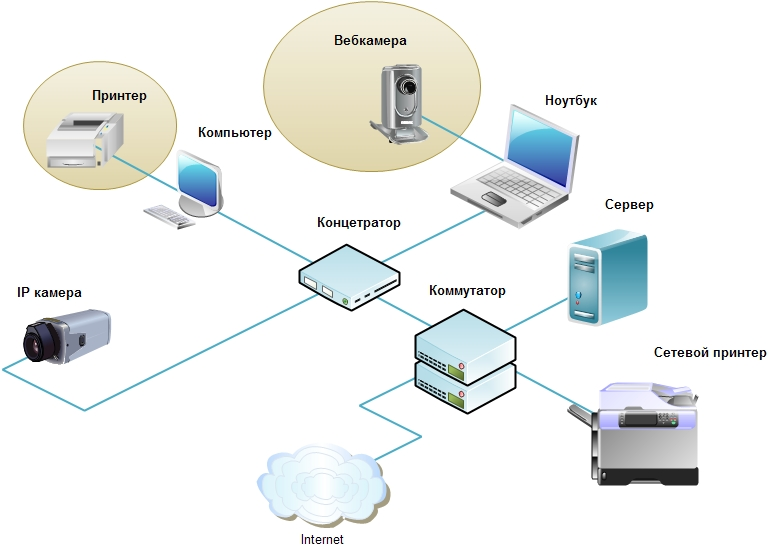 Вебкамера
Принтер
Ноутбук
Компьютер
Сервер
Концетратор
IP камера
Коммутатор
Сетевой принтер
Internet